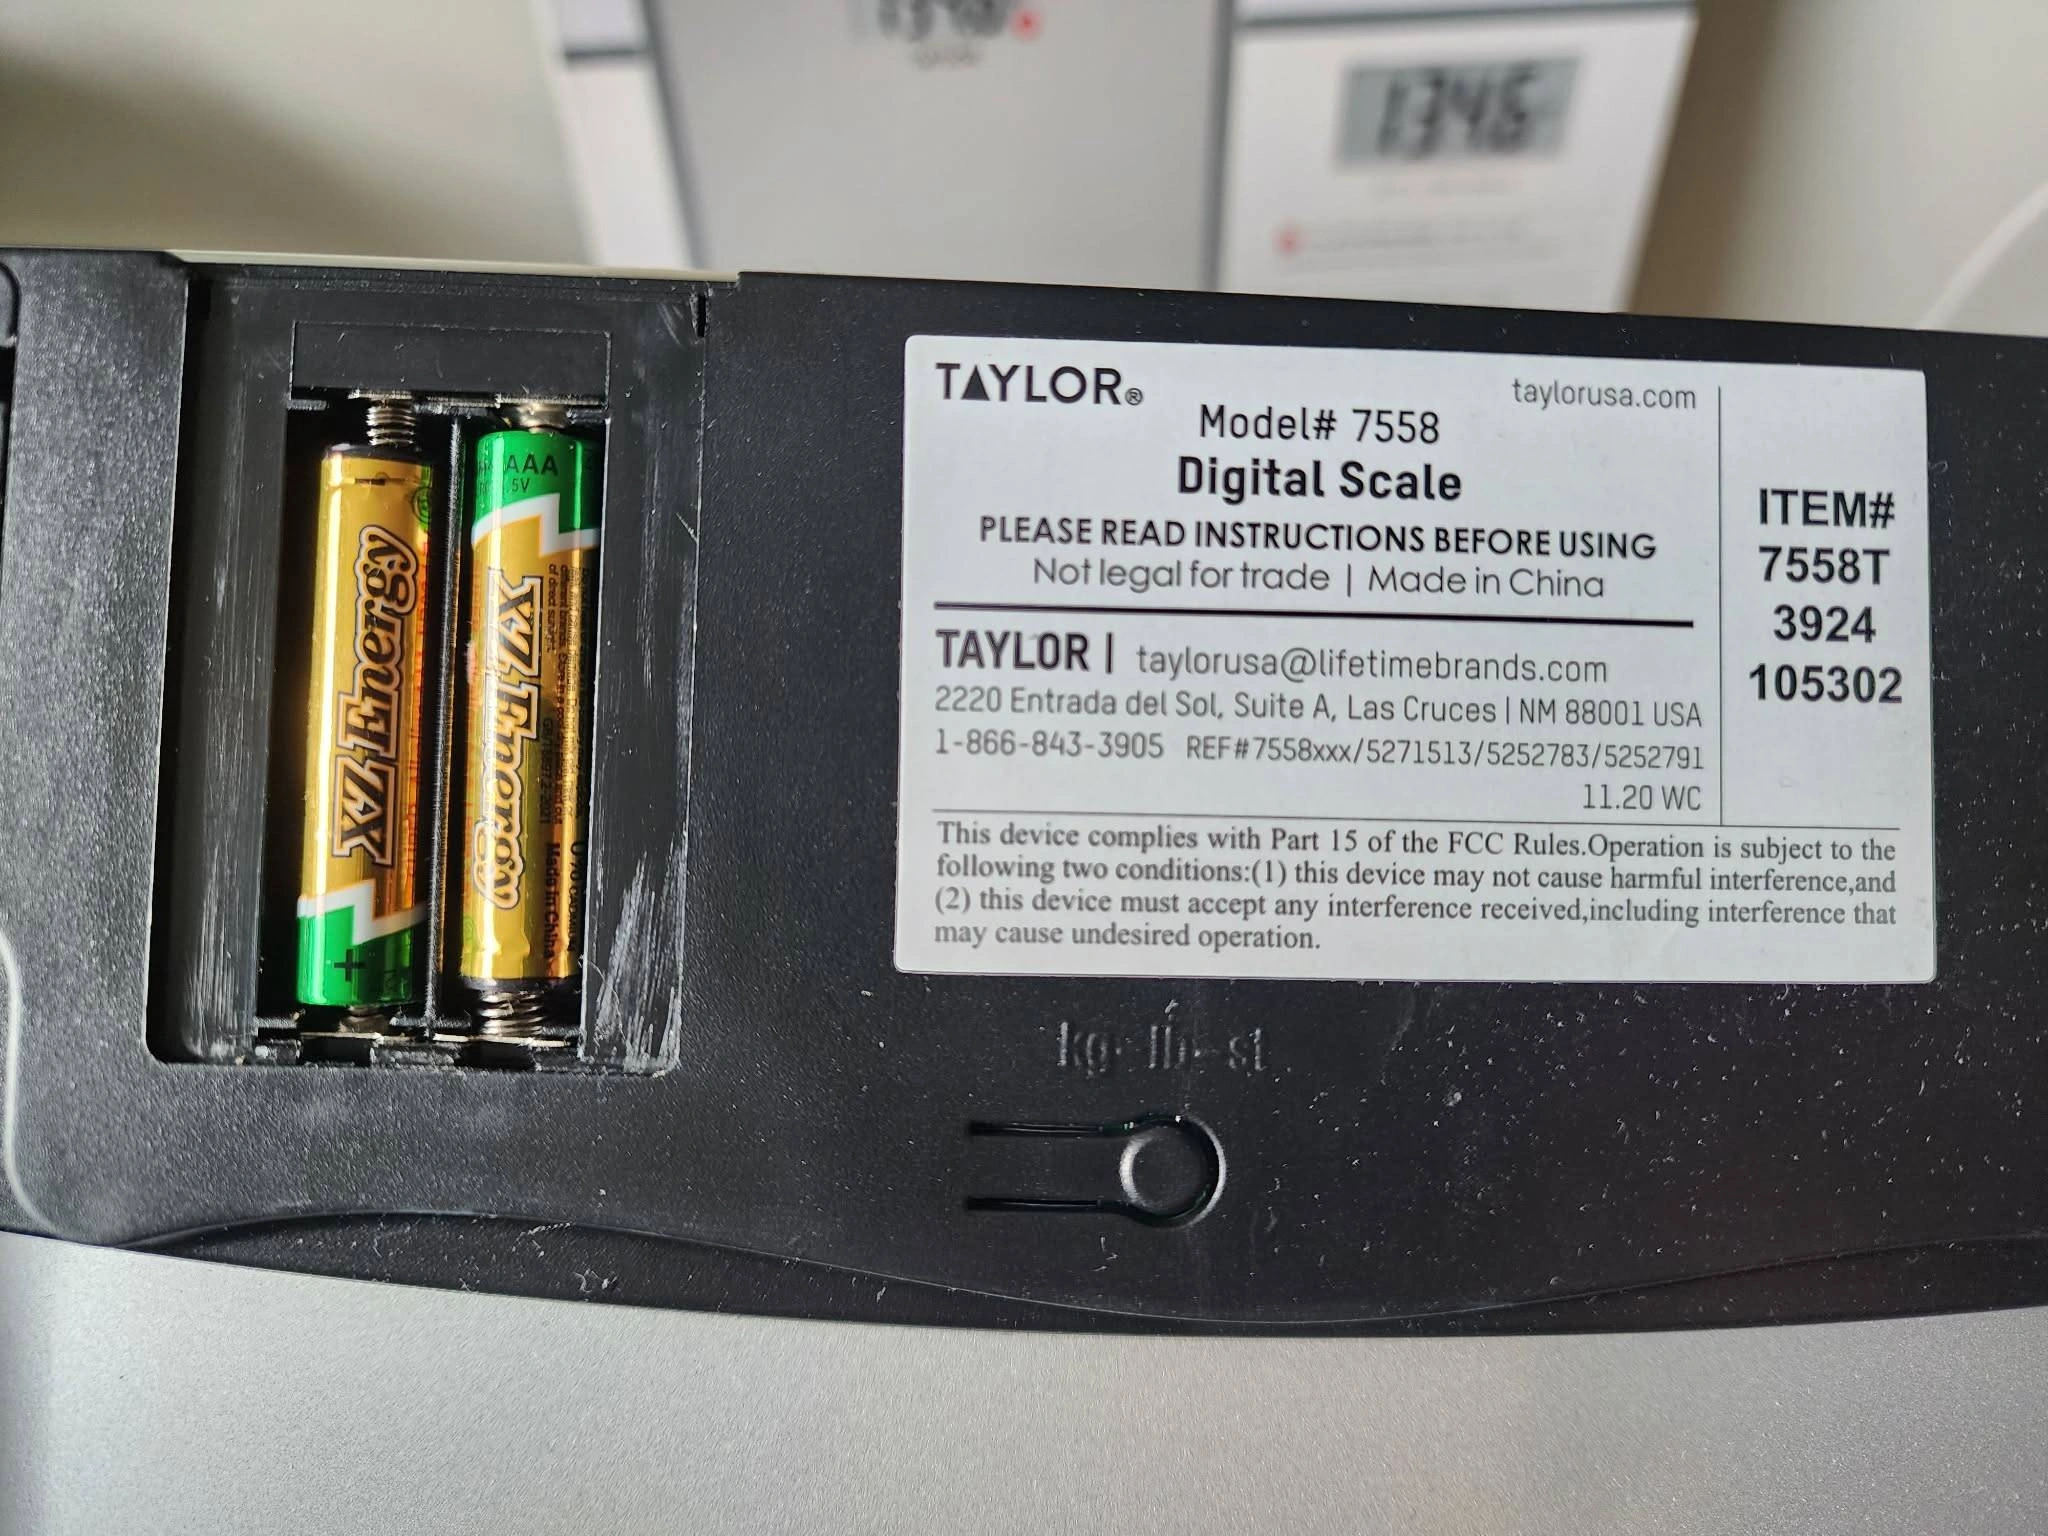 1346
TAYLOR®
taylorusa.com
Model# 7558
Digital Scale
PLEASE READ INSTRUCTIONS BEFORE USING
Not legal for trade | Made in China
TAYLOR | taylorusa@lifetimebrands.com
2220 Entrada del Sol, Suite A, Las Cruces | NM 88001 USA
1-866-843-3905 REF#7558xxx/5271513/5252783/5252791
11.20 WC
ITEM#
7558T
3924
105302
This device complies with Part 15 of the FCC Rules.Operation is subject to the
following two conditions:(1) this device may not cause harmful interference,and
(2) this device must accept any interference received,including interference that
may cause undesired operation.
kg lb st
XZ Energy
+
AAA
XZ Energy
Made in China